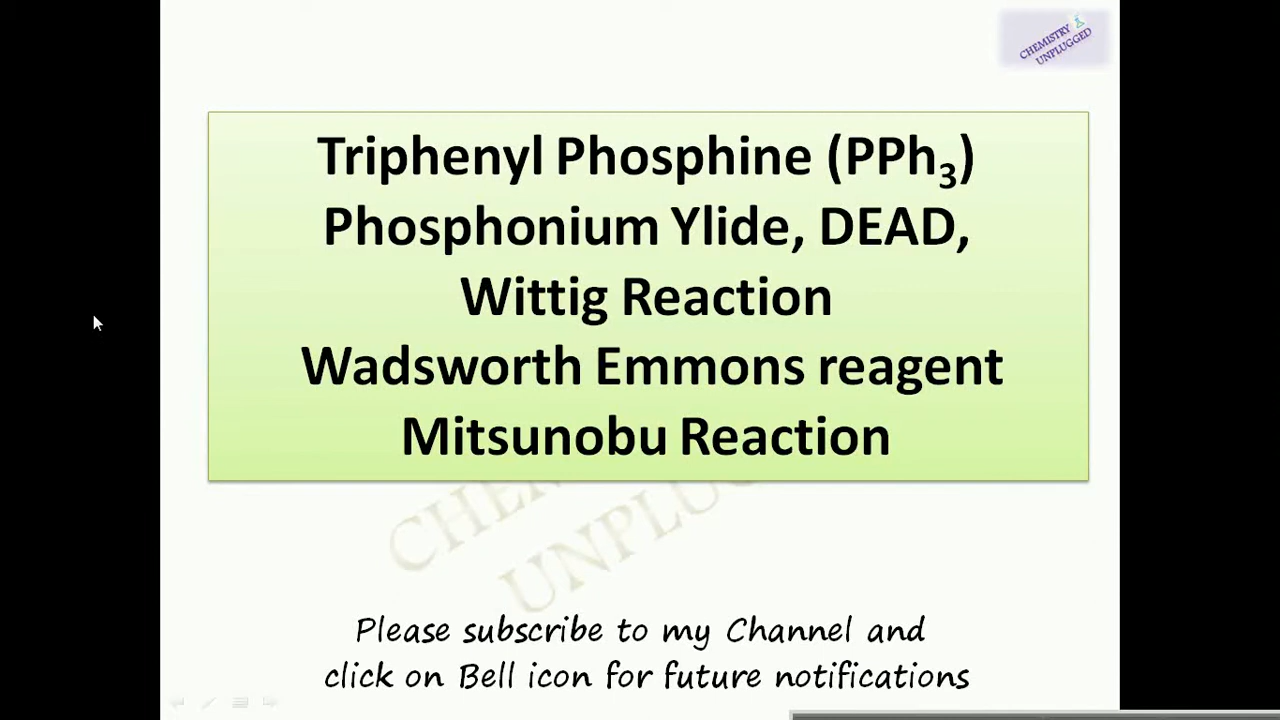 CHEMISTRY
UNPLUGGED
Triphenyl Phosphine (PPh₃)
Phosphonium Ylide, DEAD,
Wittig Reaction
Wadsworth Emmons reagent
Mitsunobu Reaction
UNPLUG
Please subscribe to my Channel and
click on Bell icon for future notifications